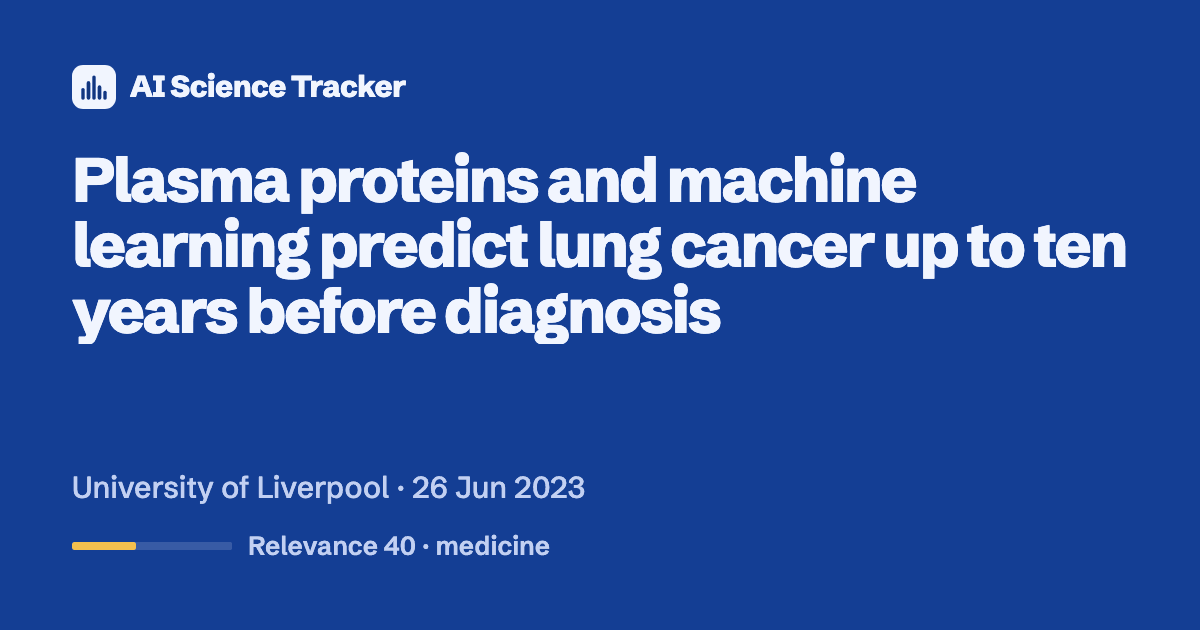 AI Science Tracker
Plasma proteins and machine
learning predict lung cancer up to ten
years before diagnosis
University of Liverpool · 26 Jun 2023
Relevance 40 · medicine